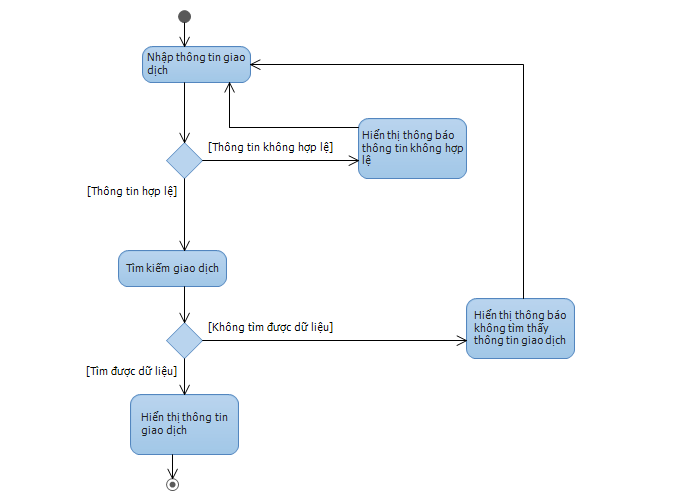 Nhập thông tin giao
dịch
Hiển thị thông báo
thông tin không hợp
lệ
[Thông tin không hợp lệ]
[Thông tin hợp lệ]
Tìm kiếm giao dịch
Hiển thị thông báo
không tìm thấy
thông tin giao dịch
[Không tìm được dữ liệu]
[Tìm được dữ liệu]
Hiển thị thông tin
giao dịch